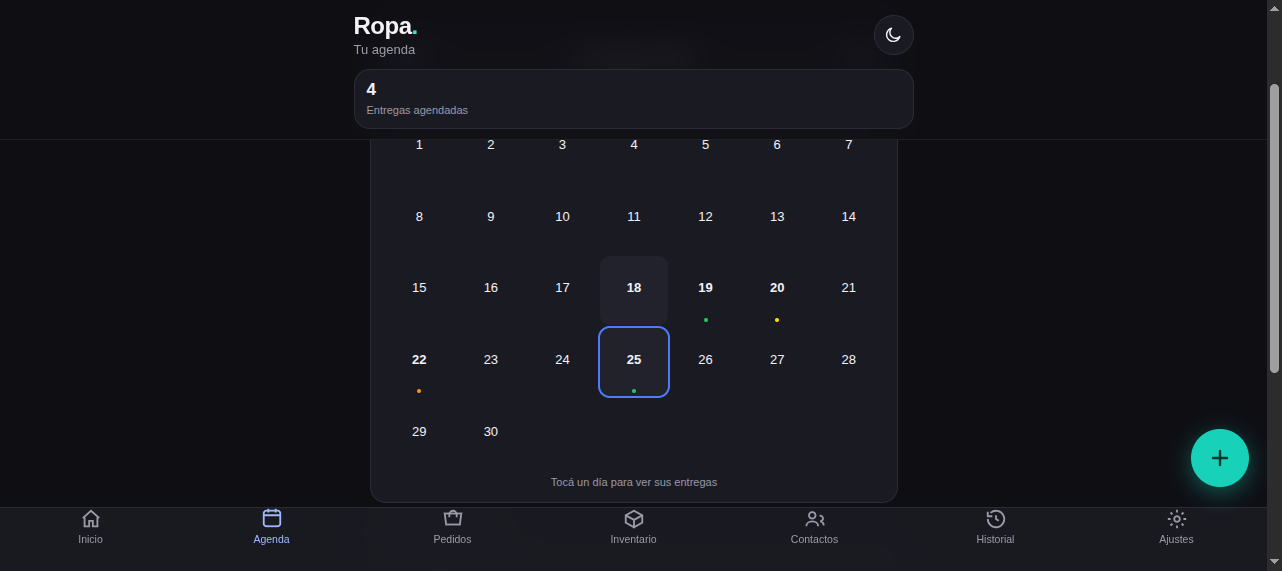 Ropa.
Tu agenda
4
Entregas agendadas
1 2 3 4 5 6 7
8 9 10 11 12 13 14
15 16 17 18 19 20 21
22 23 24 25 26 27 28
29 30
Tocá un día para ver sus entregas
Inicio Agenda Pedidos Inventario Contactos Historial Ajustes